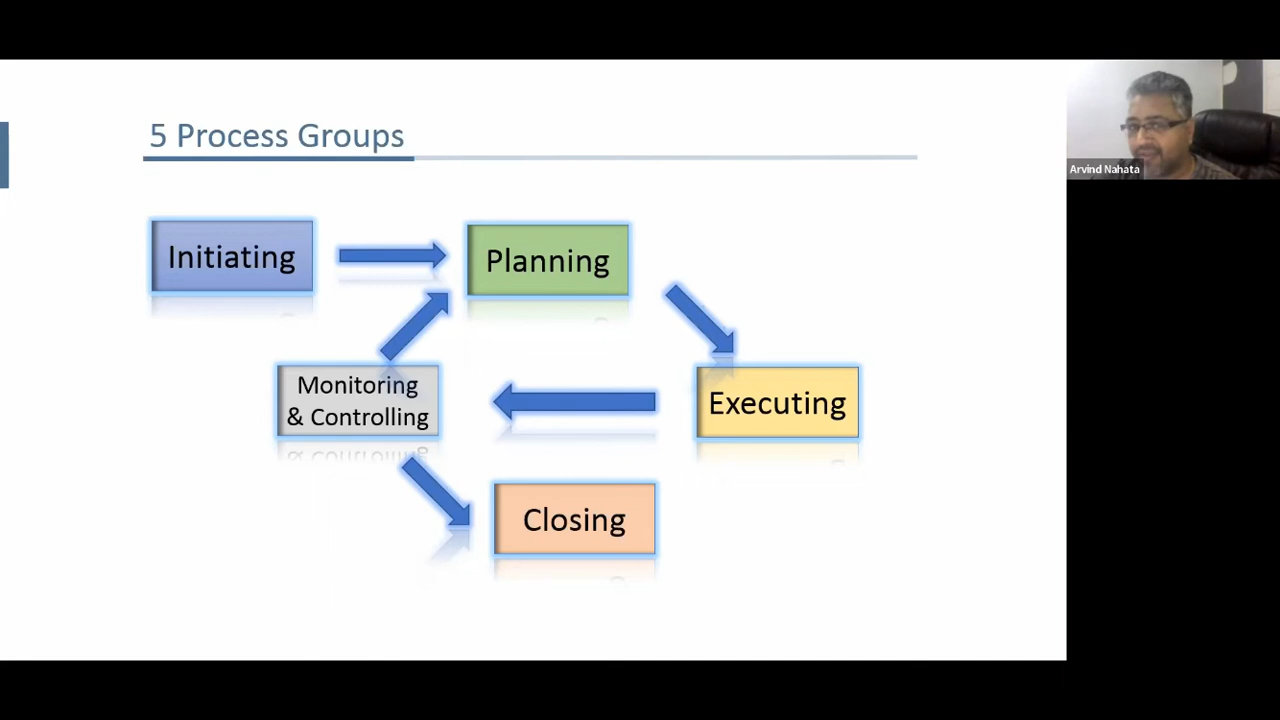 5 Process Groups
Arvind Nahata
Initiating
Planning
Monitoring
& Controlling
Executing
Closing